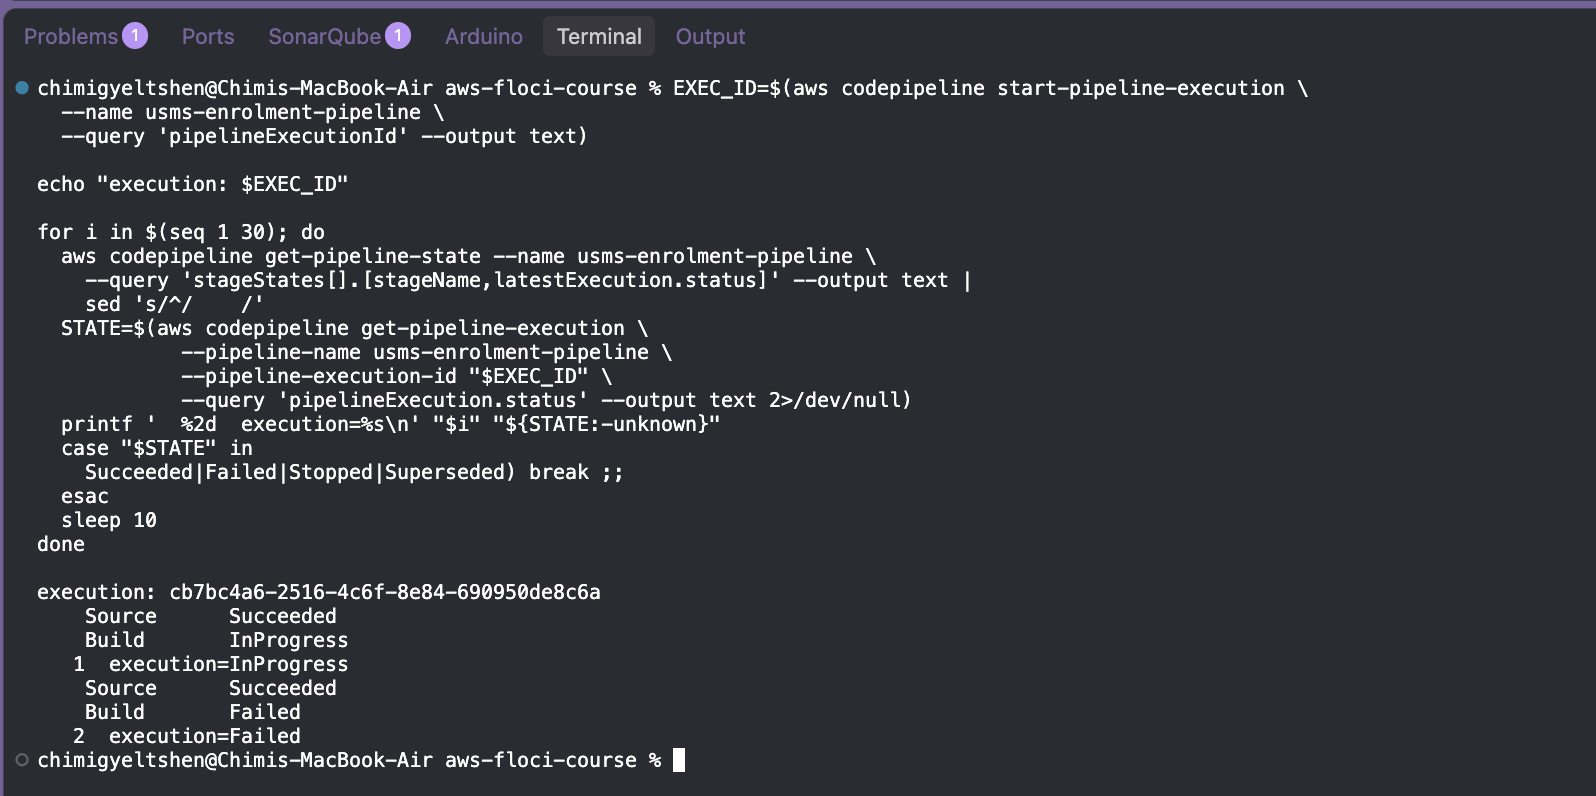 Problems 1 Ports SonarQube 1 Arduino Terminal Output
chimigyeltshen@Chimis-MacBook-Air aws-floci-course % EXEC_ID=$(aws codepipeline start-pipeline-execution \
  --name usms-enrolment-pipeline \
  --query 'pipelineExecutionId' --output text)

echo "execution: $EXEC_ID"

for i in $(seq 1 30); do
  aws codepipeline get-pipeline-state --name usms-enrolment-pipeline \
    --query 'stageStates[].[stageName,latestExecution.status]' --output text |
    sed 's/^/    /'
  STATE=$(aws codepipeline get-pipeline-execution \
            --pipeline-name usms-enrolment-pipeline \
            --pipeline-execution-id "$EXEC_ID" \
            --query 'pipelineExecution.status' --output text 2>/dev/null)
  printf '  %2d  execution=%s\n' "$i" "${STATE:-unknown}"
  case "$STATE" in
    Succeeded|Failed|Stopped|Superseded) break ;;
  esac
  sleep 10
done

execution: cb7bc4a6-2516-4c6f-8e84-690950de8c6a
    Source      Succeeded
    Build       InProgress
   1  execution=InProgress
    Source      Succeeded
    Build       Failed
   2  execution=Failed
chimigyeltshen@Chimis-MacBook-Air aws-floci-course %